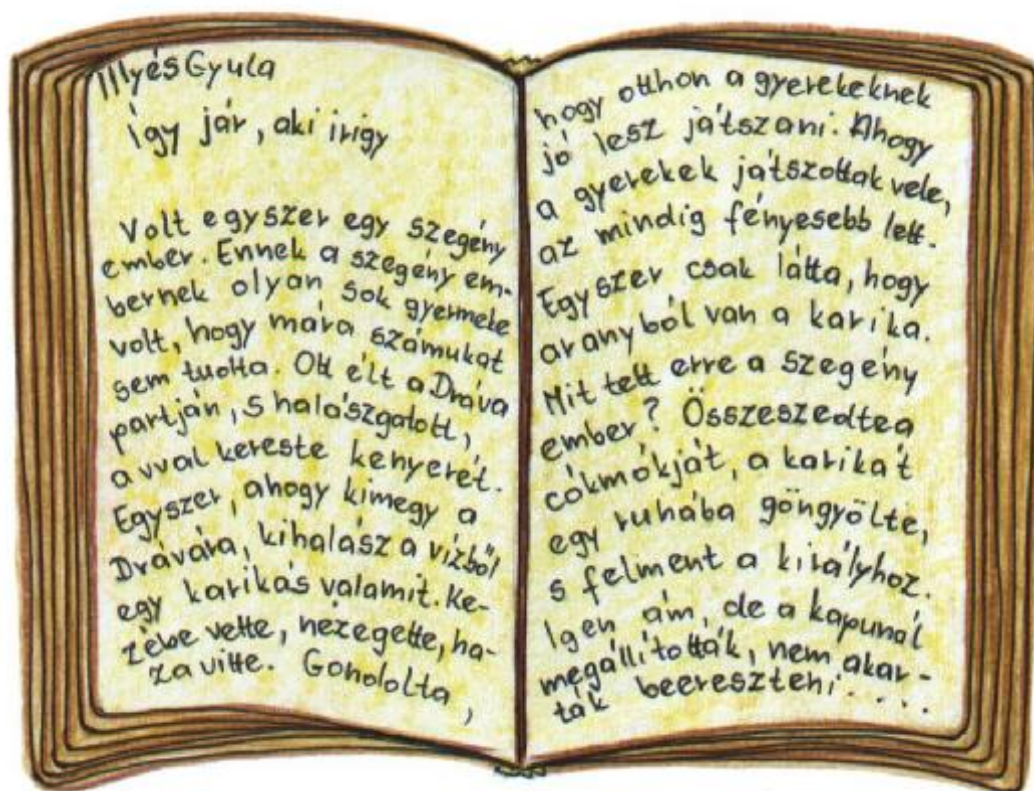 Illyés Gyula
Így jár, aki irigy
Volt egyszer egy szegény
ember. Ennek a szegény em-
bernek olyan sok gyermeke
volt, hogy mára számukat
sem tudta. Ott élt a Dráva
partján, s halászgatott,
avval kereste kenyerét.
Egyszer, ahogy kimegy a
Drávára, kihalász a vízből
egy karikás valamit. Ke-
zébe vette, nézegette, ha-
za vitte. Gondolta,
hogy otthon a gyerekeknek
jó lesz játszani. Ahogy
a gyerekek játszottak vele,
az mindig fényesebb lett.
Egyszer csak látta, hogy
aranyból van a karika.
Mit tett erre a szegény
ember? Összeszedte a
cókmókját, a karikát
egy ruhába göngyölte,
s felment a királyhoz.
Igen ám, de a kapunál
megállították, nem akar-
ták beereszteni....